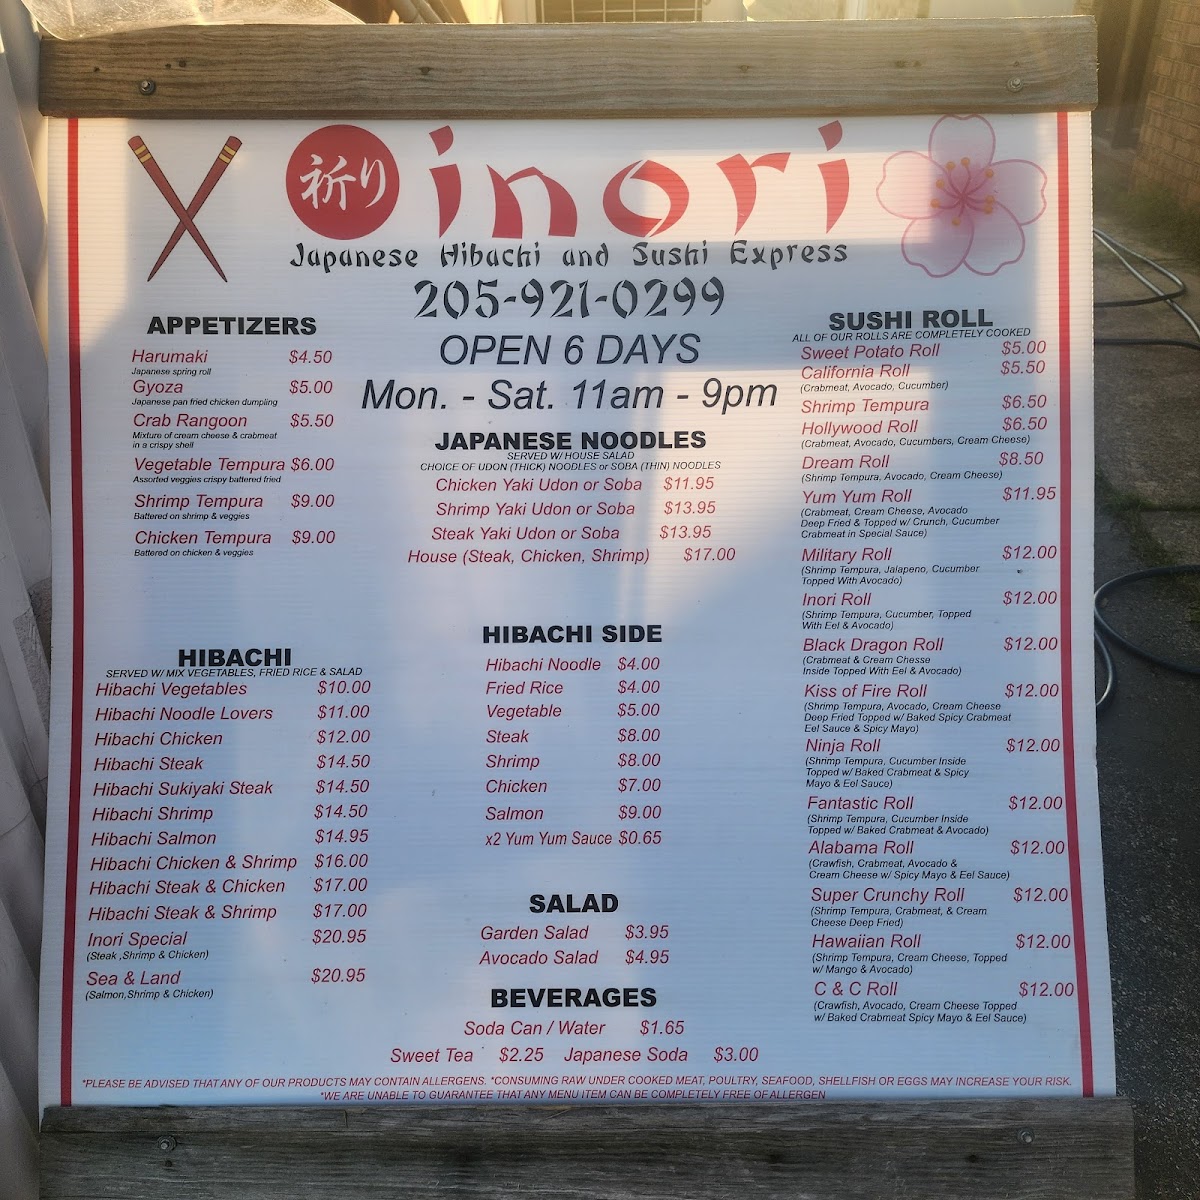 祈り inori
Japanese Hibachi and Sushi Express
205-921-0299
OPEN 6 DAYS
Mon. - Sat. 11am - 9pm
APPETIZERS
Harumaki $4.50
Japanese spring roll
Gyoza $5.00
Japanese pan fried chicken dumpling
Crab Rangoon $5.50
Mixture of cream cheese & crabmeat
in a crispy shell
Vegetable Tempura $6.00
Assorted veggies crispy battered fried
Shrimp Tempura $9.00
Battered on shrimp & veggies
Chicken Tempura $9.00
Battered on chicken & veggies
HIBACHI
SERVED W/ MIX VEGETABLES, FRIED RICE & SALAD
Hibachi Vegetables $10.00
Hibachi Noodle Lovers $11.00
Hibachi Chicken $12.00
Hibachi Steak $14.50
Hibachi Sukiyaki Steak $14.50
Hibachi Shrimp $14.50
Hibachi Salmon $14.95
Hibachi Chicken & Shrimp $16.00
Hibachi Steak & Chicken $17.00
Hibachi Steak & Shrimp $17.00
Inori Special $20.95
(Steak ,Shrimp & Chicken)
Sea & Land $20.95
(Salmon,Shrimp & Chicken)
JAPANESE NOODLES
SERVED W/ HOUSE SALAD
CHOICE OF UDON (THICK) NOODLES or SOBA (THIN) NOODLES
Chicken Yaki Udon or Soba $11.95
Shrimp Yaki Udon or Soba $13.95
Steak Yaki Udon or Soba $13.95
House (Steak, Chicken, Shrimp) $17.00
HIBACHI SIDE
Hibachi Noodle $4.00
Fried Rice $4.00
Vegetable $5.00
Steak $8.00
Shrimp $8.00
Chicken $7.00
Salmon $9.00
x2 Yum Yum Sauce $0.65
SALAD
Garden Salad $3.95
Avocado Salad $4.95
BEVERAGES
Soda Can / Water $1.65
Sweet Tea $2.25 Japanese Soda $3.00
SUSHI ROLL
ALL OF OUR ROLLS ARE COMPLETELY COOKED
Sweet Potato Roll $5.00
California Roll $5.50
(Crabmeat, Avocado, Cucumber)
Shrimp Tempura $6.50
Hollywood Roll $6.50
(Crabmeat, Avocado, Cucumbers, Cream Cheese)
Dream Roll $8.50
(Shrimp Tempura, Avocado, Cream Cheese)
Yum Yum Roll $11.95
(Crabmeat, Cream Cheese, Avocado
Deep Fried & Topped w/ Crunch, Cucumber
Crabmeat in Special Sauce)
Military Roll $12.00
(Shrimp Tempura, Jalapeno, Cucumber
Topped With Avocado)
Inori Roll $12.00
(Shrimp Tempura, Cucumber, Topped
With Eel & Avocado)
Black Dragon Roll $12.00
(Crabmeat & Cream Chesse
Inside Topped With Eel & Avocado)
Kiss of Fire Roll $12.00
(Shrimp Tempura, Avocado, Cream Cheese
Deep Fried Topped w/ Baked Spicy Crabmeat
Eel Sauce & Spicy Mayo)
Ninja Roll $12.00
(Shrimp Tempura, Cucumber Inside
Topped w/ Baked Crabmeat & Spicy
Mayo & Eel Sauce)
Fantastic Roll $12.00
(Shrimp Tempura, Cucumber Inside
Topped w/ Baked Crabmeat & Avocado)
Alabama Roll $12.00
(Crawfish, Crabmeat, Avocado &
Cream Cheese w/ Spicy Mayo & Eel Sauce)
Super Crunchy Roll $12.00
(Shrimp Tempura, Crabmeat, & Cream
Cheese Deep Fried)
Hawaiian Roll $12.00
(Shrimp Tempura, Cream Cheese, Topped
w/ Mango & Avocado)
C & C Roll $12.00
(Crawfish, Avocado, Cream Cheese Topped
w/ Baked Crabmeat Spicy Mayo & Eel Sauce)
*PLEASE BE ADVISED THAT ANY OF OUR PRODUCTS MAY CONTAIN ALLERGENS. *CONSUMING RAW UNDER COOKED MEAT, POULTRY, SEAFOOD, SHELLFISH OR EGGS MAY INCREASE YOUR RISK.
*WE ARE UNABLE TO GUARANTEE THAT ANY MENU ITEM CAN BE COMPLETELY FREE OF ALLERGEN